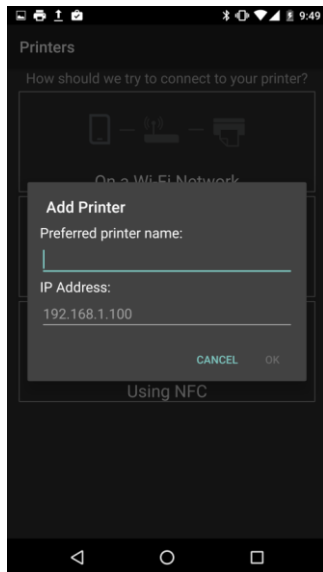 9:49
Printers
How should we try to connect to your printer?
On a Wi-Fi Network
Add Printer
Preferred printer name:
IP Address:
192.168.1.100
CANCEL OK
Using NFC